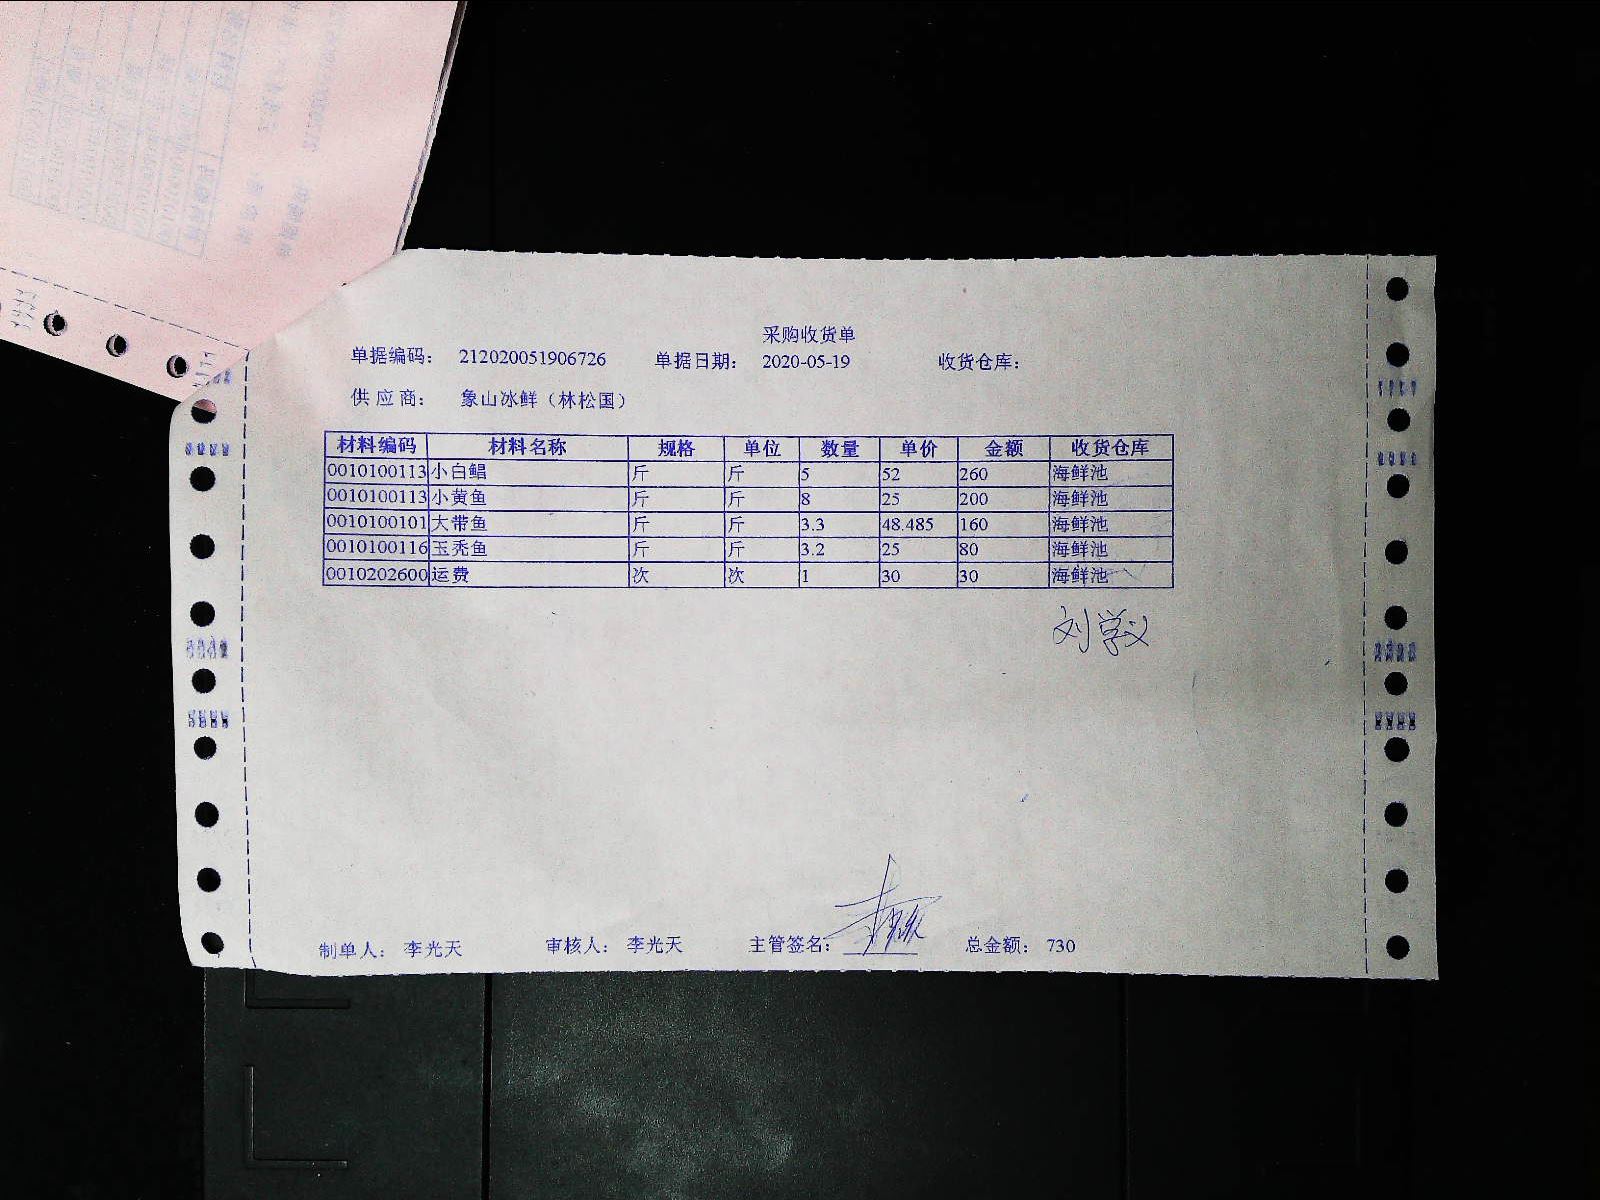 采购收货单
单据编码： 212020051906726 单据日期： 2020-05-19 收货仓库：
供应商： 象山冰鲜（林松国）
材料编码 材料名称 规格 单位 数量 单价 金额 收货仓库
0010100113 小白鲳 斤 斤 5 52 260 海鲜池
0010100113 小黄鱼 斤 斤 8 25 200 海鲜池
0010100101 大带鱼 斤 斤 3.3 48.485 160 海鲜池
0010100116 玉秃鱼 斤 斤 3.2 25 80 海鲜池
0010202600 运费 次 次 1 30 30 海鲜池
刘学义
制单人： 李光天 审核人： 李光天 主管签名： 总金额： 730